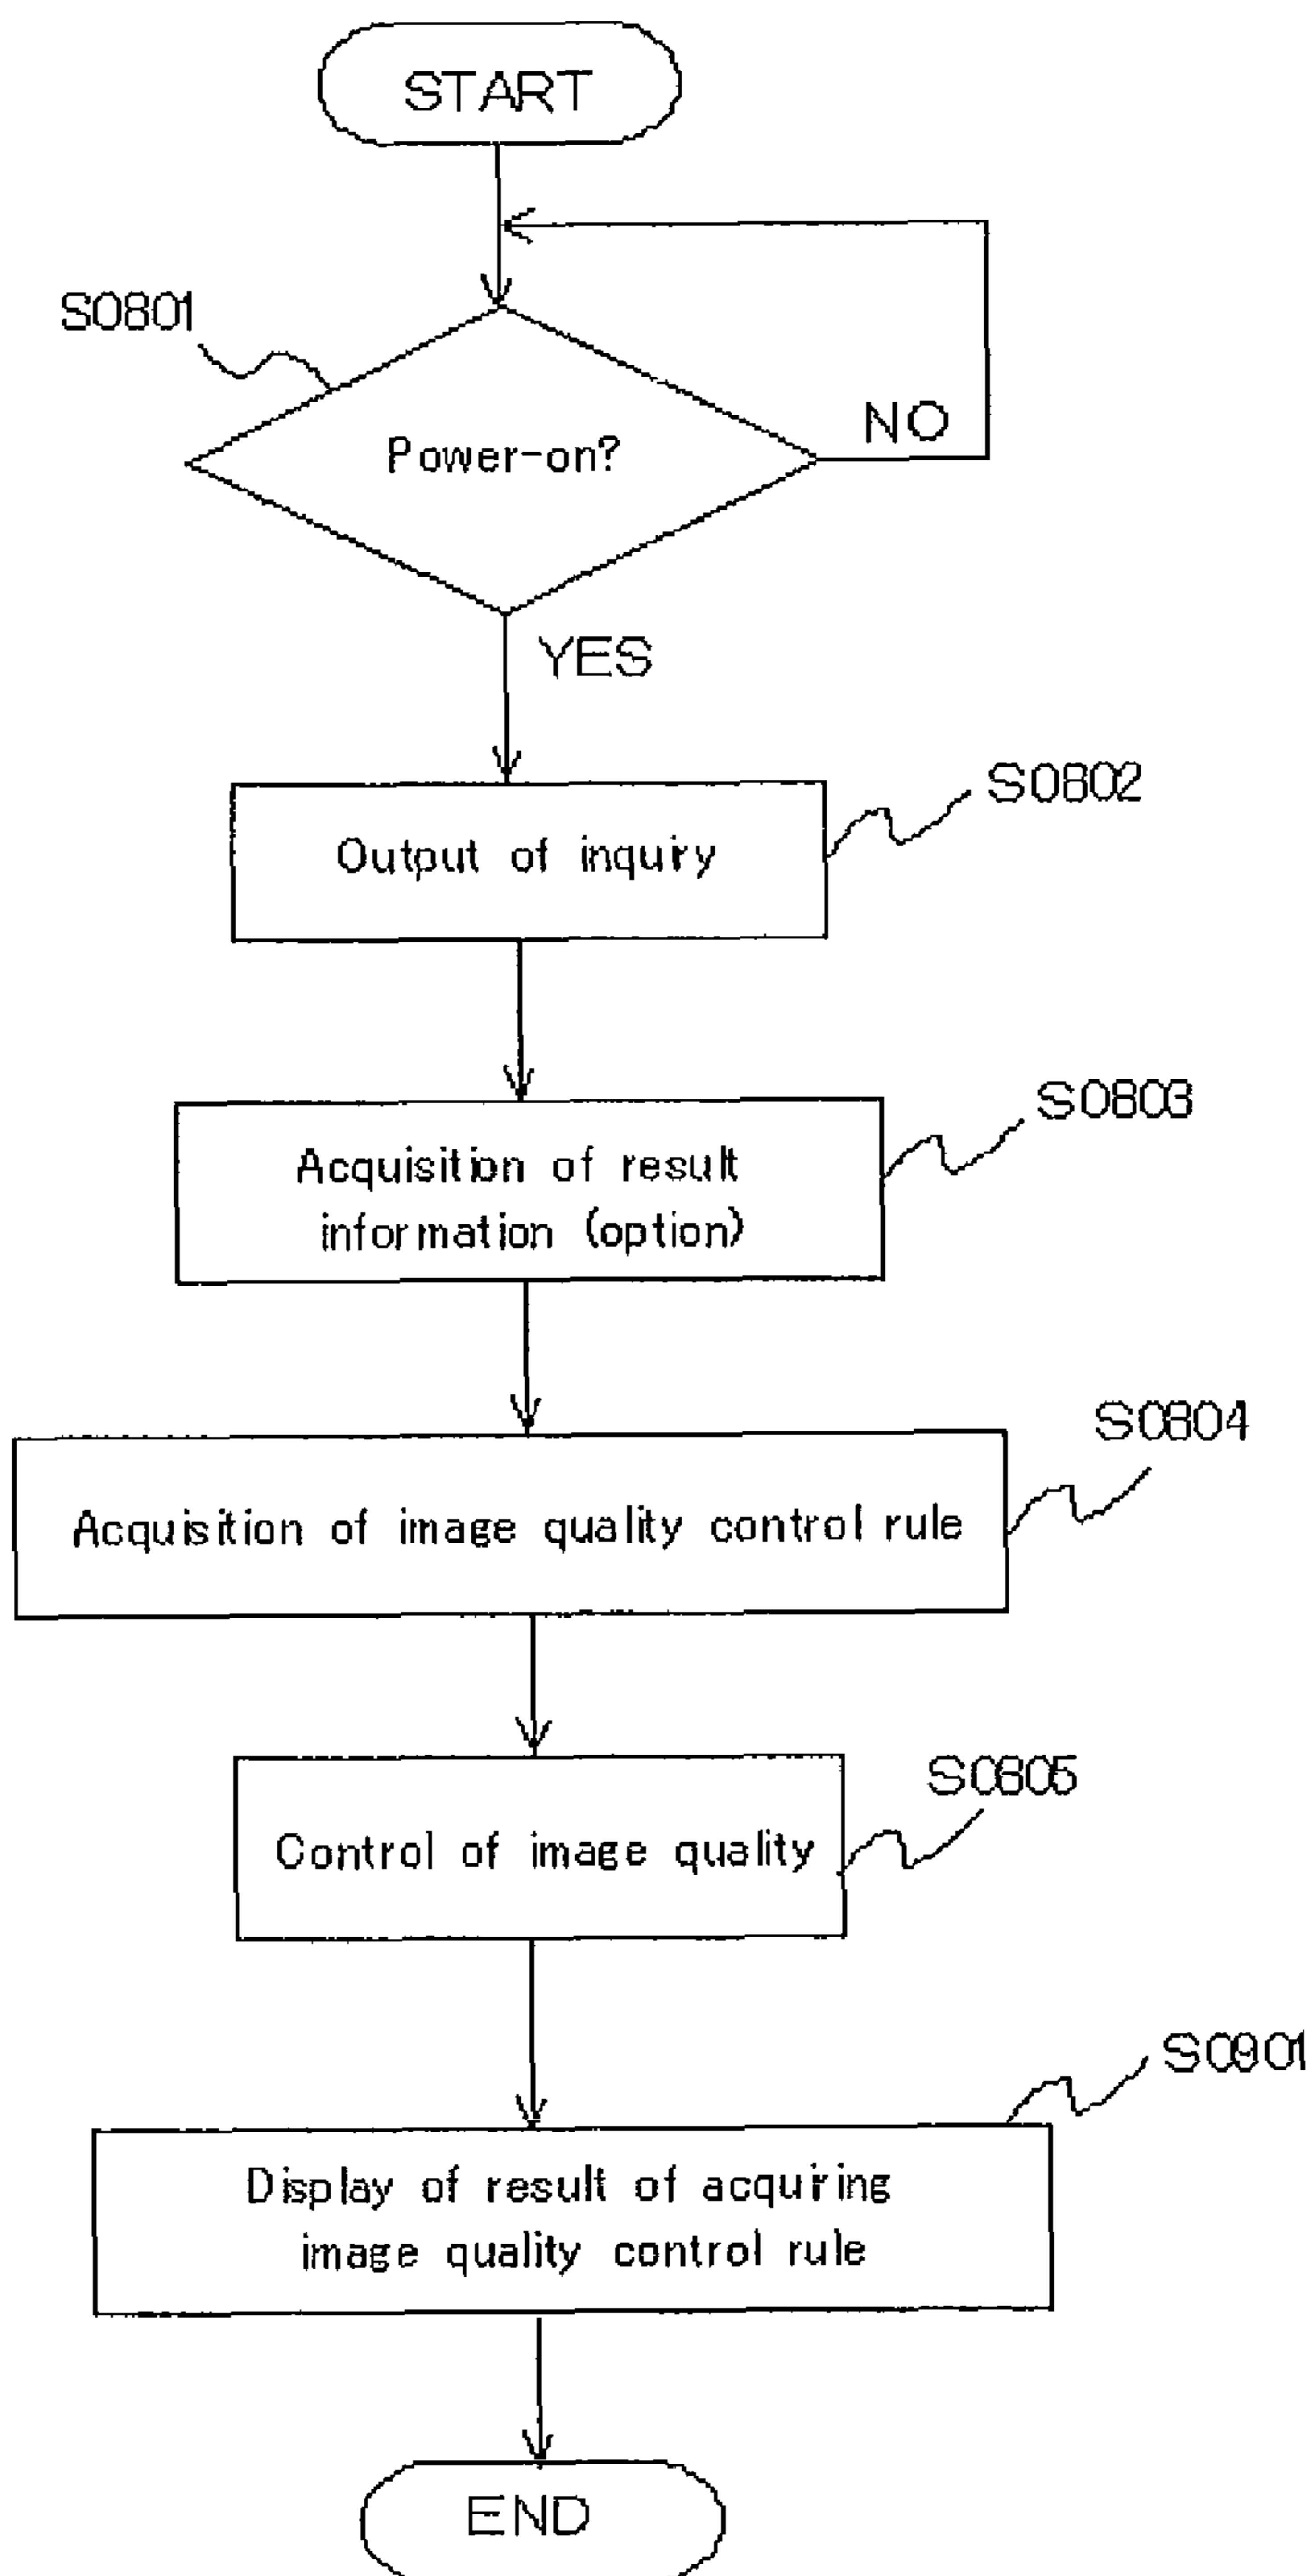 START
S0801
NO
Power-on?
YES
S0802
Output of inquiry
S0803
Acquisition of result
information (option)
S0804
Acquisition of image quality control rule
S0805
Control of image quality
S0901
Display of result of acquiring
image quality control rule
END